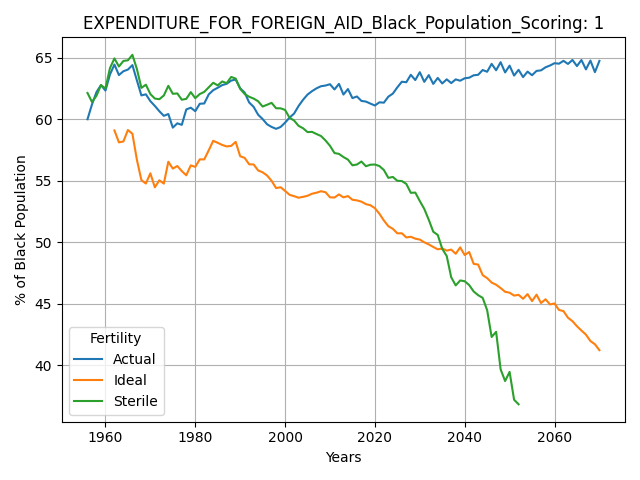 EXPENDITURE_FOR_FOREIGN_AID_Black_Population_Scoring: 1
% of Black Population
65
60
55
50
45
40
Fertility
Actual
Ideal
Sterile
1960 1980 2000 2020 2040 2060
Years